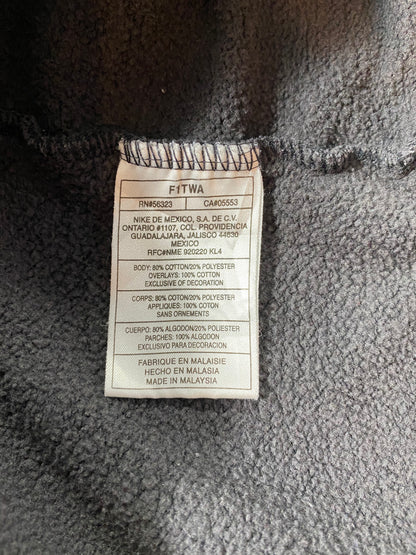 F1TWA
RN#56323 CA#05553
NIKE DE MEXICO, S.A. DE C.V.
ONTARIO #1107, COL. PROVIDENCIA
GUADALAJARA, JALISCO 44630
MEXICO
RFC#NME 920220 KL4
BODY: 80% COTTON/20% POLYESTER
OVERLAYS: 100% COTTON
EXCLUSIVE OF DECORATION
CORPS: 80% COTON/20% POLYESTER
APPLIQUES: 100% COTON
SANS ORNEMENTS
CUERPO: 80% ALGODON/20% POLIESTER
PARCHES: 100% ALGODON
EXCLUSIVO PARA DECORACION
FABRIQUE EN MALAISIE
HECHO EN MALASIA
MADE IN MALAYSIA